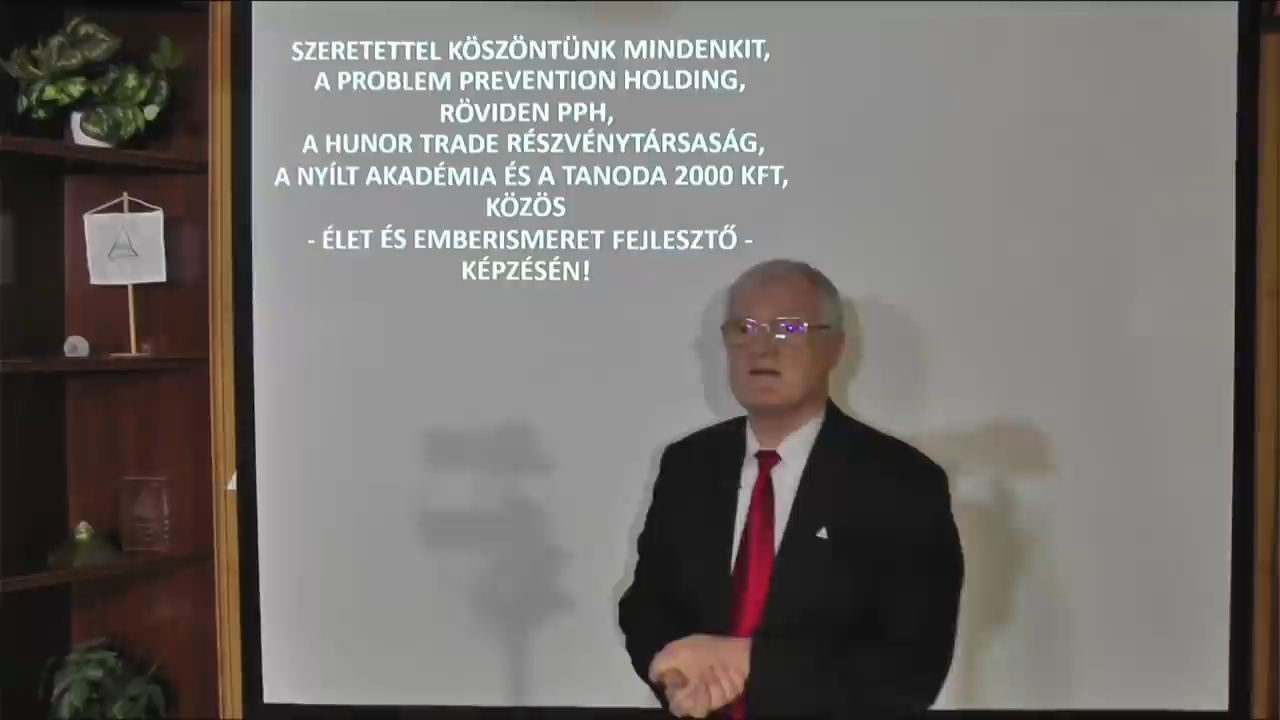 SZERETETTEL KÖSZÖNTÜNK MINDENKIT,
A PROBLEM PREVENTION HOLDING,
RÖVIDEN PPH,
A HUNOR TRADE RÉSZVÉNYTÁRSASÁG,
A NYÍLT AKADÉMIA ÉS A TANODA 2000 KFT,
KÖZÖS
- ÉLET ÉS EMBERISMERET FEJLESZTŐ -
KÉPZÉSÉN!